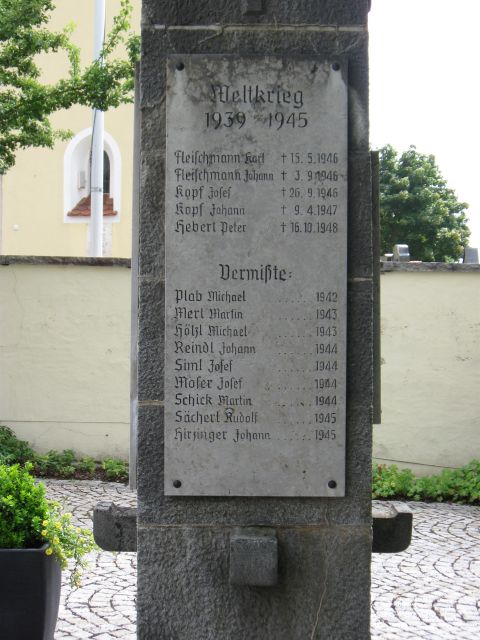 Weltkrieg
1939 - 1945
Fleischmann Karl † 15.5.1946
Fleischmann Johann † 3.9.1946
Kopf Josef † 26.9.1946
Kopf Johann † 9.4.1947
Heberl Peter † 16.10.1948
Vermißte:
Plab Michael ........ 1942
Merl Martin ........ 1943
Hölzl Michael ....... 1943
Reindl Johann ...... 1944
Siml Josef ........ 1944
Moser Josef ........ 1944
Schick Martin ...... 1944
Sächerl Rudolf ..... 1945
Hirzinger Johann ..... 1945